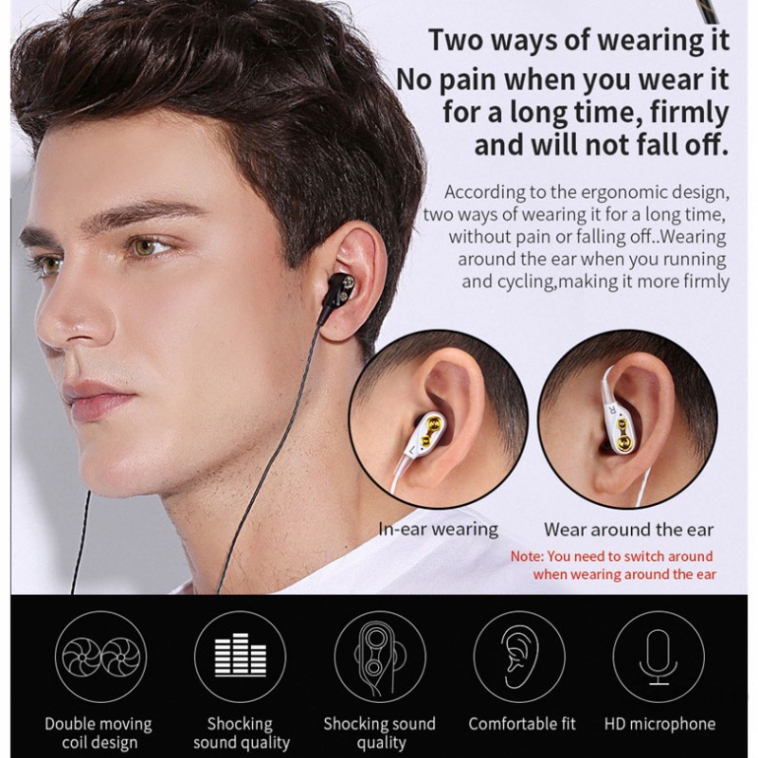 Two ways of wearing it
No pain when you wear it
for a long time, firmly
and will not fall off.
According to the ergonomic design,
two ways of wearing it for a long time,
without pain or falling off..Wearing
around the ear when you running
and cycling,making it more firmly
In-ear wearing
Wear around the ear
Note: You need to switch around
when wearing around the ear
Double moving
coil design
Shocking
sound quality
Shocking sound
quality
Comfortable fit
HD microphone